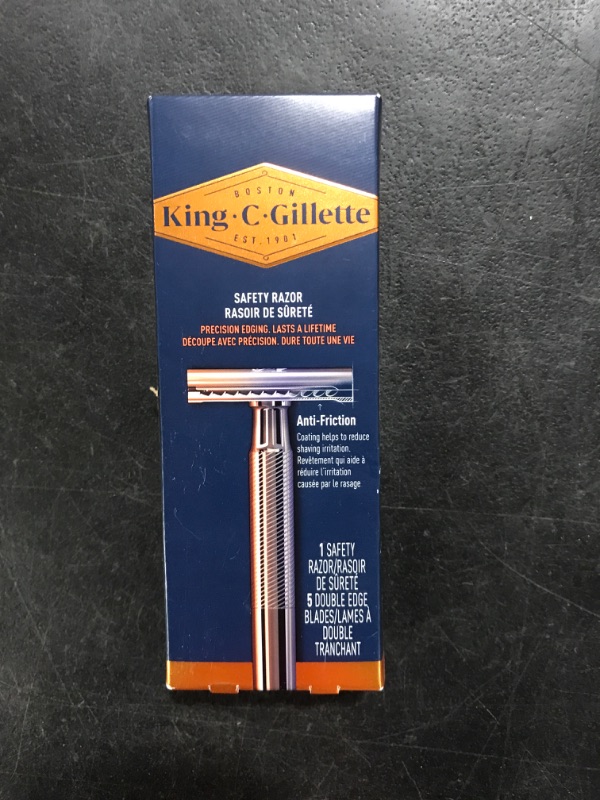 BOSTON
King·C·Gillette
EST. 1901
SAFETY RAZOR
RASOIR DE SÛRETÉ
PRECISION EDGING. LASTS A LIFETIME
DÉCOUPE AVEC PRÉCISION. DURE TOUTE UNE VIE
Anti-Friction
Coating helps to reduce
shaving irritation.
Revêtement qui aide à
réduire l'irritation
causée par le rasage
1 SAFETY
RAZOR/RASOIR
DE SÛRETÉ
5 DOUBLE EDGE
BLADES/LAMES À
DOUBLE
TRANCHANT